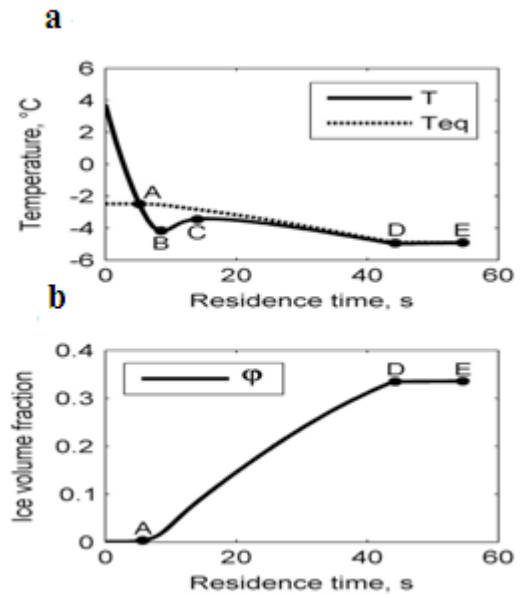 a
6
4
2
0
-2
-4
-6
Temperature, °C
T
Teq
A
B
C
D
E
0
20
40
60
Residence time, s
b
0.4
0.3
0.2
0.1
0
Ice volume fraction
φ
A
D
E
0
20
40
60
Residence time, s